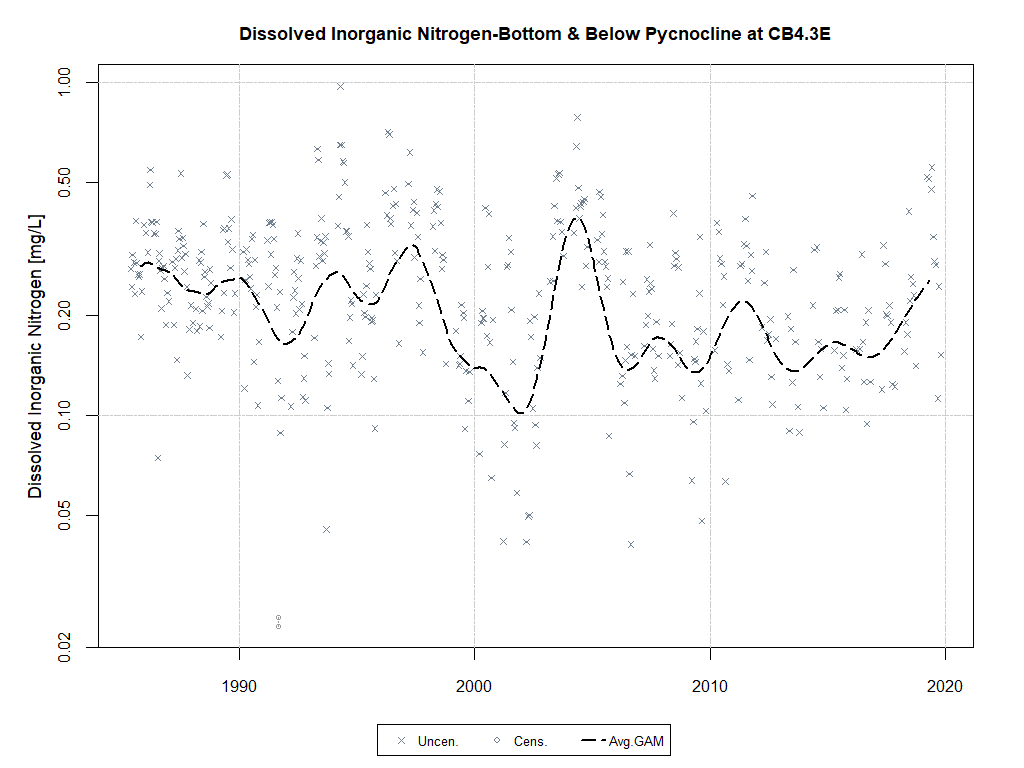 Dissolved Inorganic Nitrogen-Bottom & Below Pycnocline at CB4.3E
Dissolved Inorganic Nitrogen [mg/L]
1.00
0.50
0.20
0.10
0.05
0.02
1990
2000
2010
2020
Uncen.
Cens.
Avg.GAM